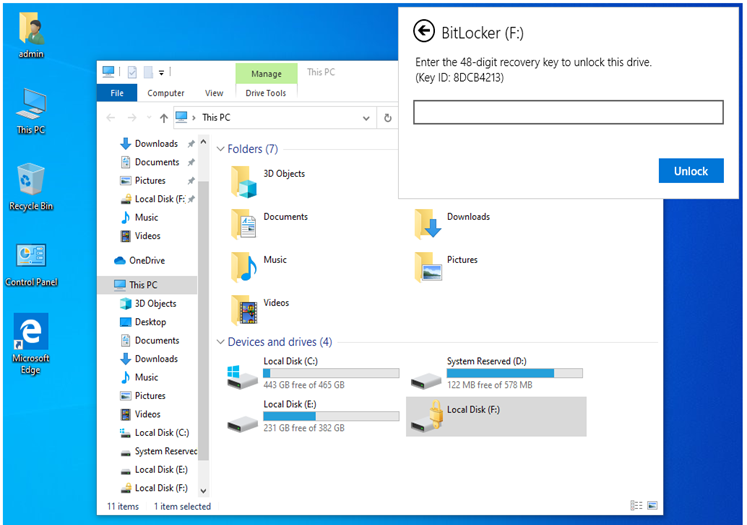 admin
This PC
Recycle Bin
Control Panel
Microsoft
Edge
Manage
This PC
File
Computer
View
Drive Tools
This PC
Downloads
Documents
Pictures
Local Disk (F:)
Music
Videos
OneDrive
This PC
3D Objects
Desktop
Documents
Downloads
Music
Pictures
Videos
Local Disk (C:)
System Reserved
Local Disk (E:)
Local Disk (F:)
Folders (7)
3D Objects
Documents
Downloads
Music
Pictures
Videos
Devices and drives (4)
Local Disk (C:)
443 GB free of 465 GB
System Reserved (D:)
122 MB free of 578 MB
Local Disk (E:)
231 GB free of 382 GB
Local Disk (F:)
11 items 1 item selected
BitLocker (F:)
Enter the 48-digit recovery key to unlock this drive.
(Key ID: 8DCB4213)
Unlock